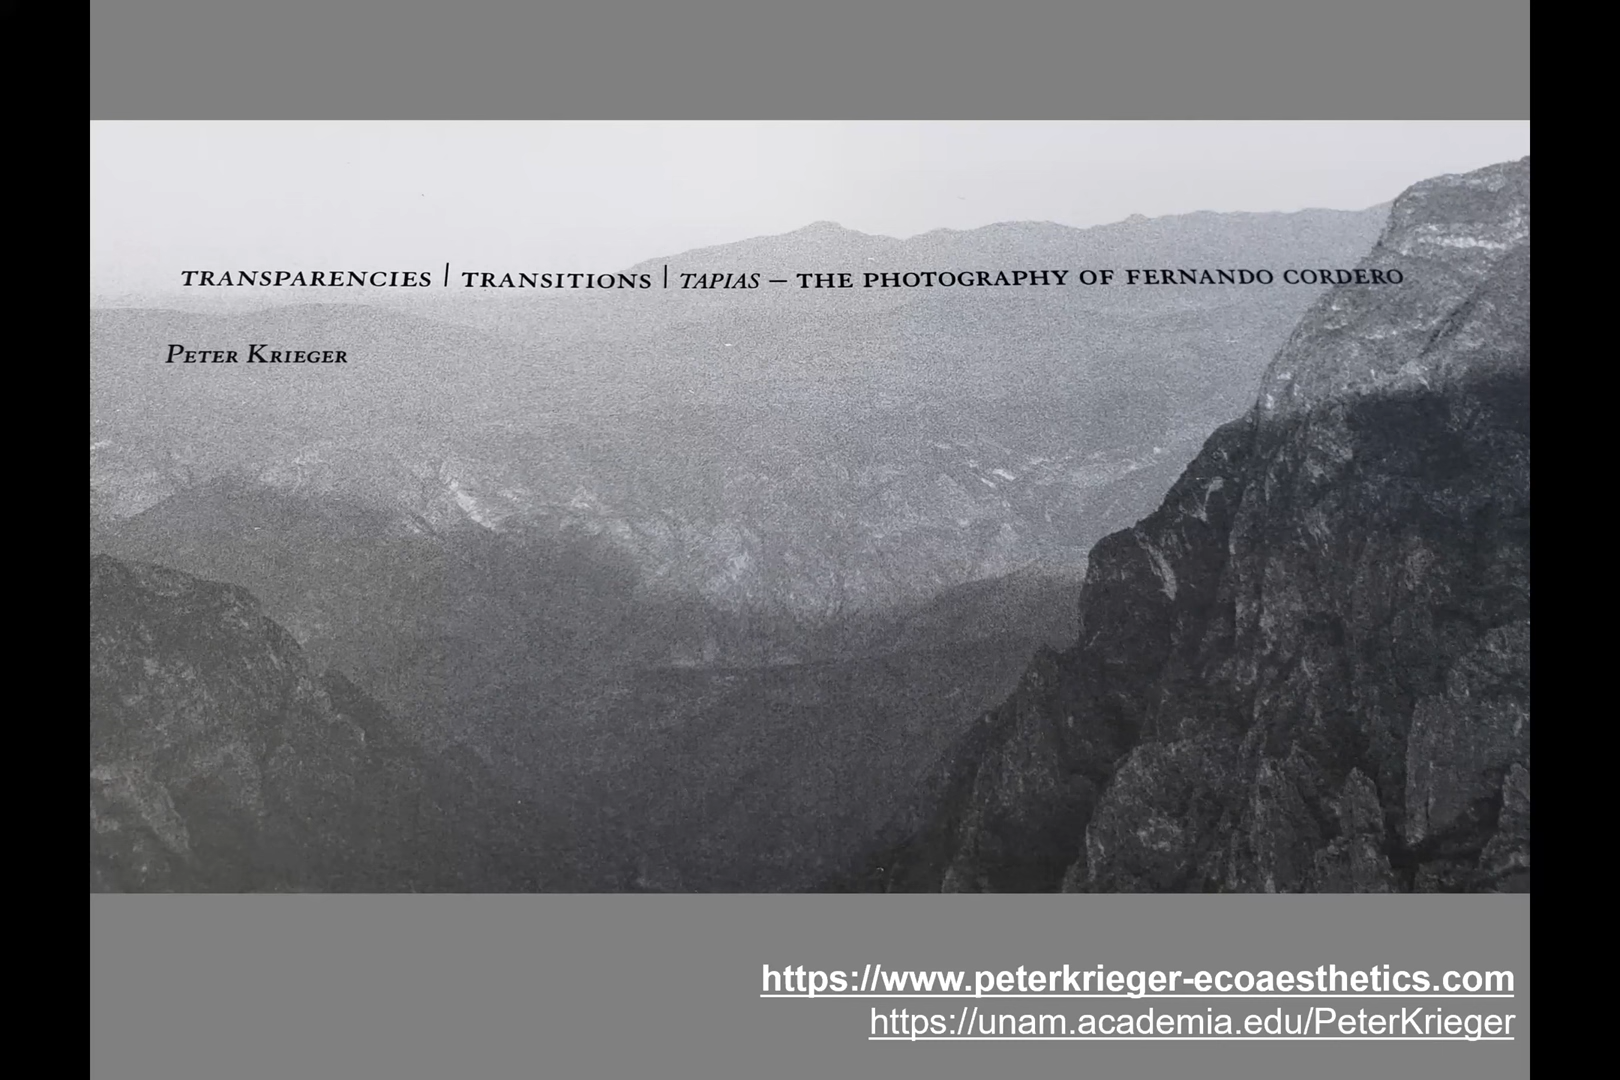 TRANSPARENCIES | TRANSITIONS | TAPIAS – THE PHOTOGRAPHY OF FERNANDO CORDERO
PETER KRIEGER
https://www.peterkrieger-ecoaesthetics.com
https://unam.academia.edu/PeterKrieger